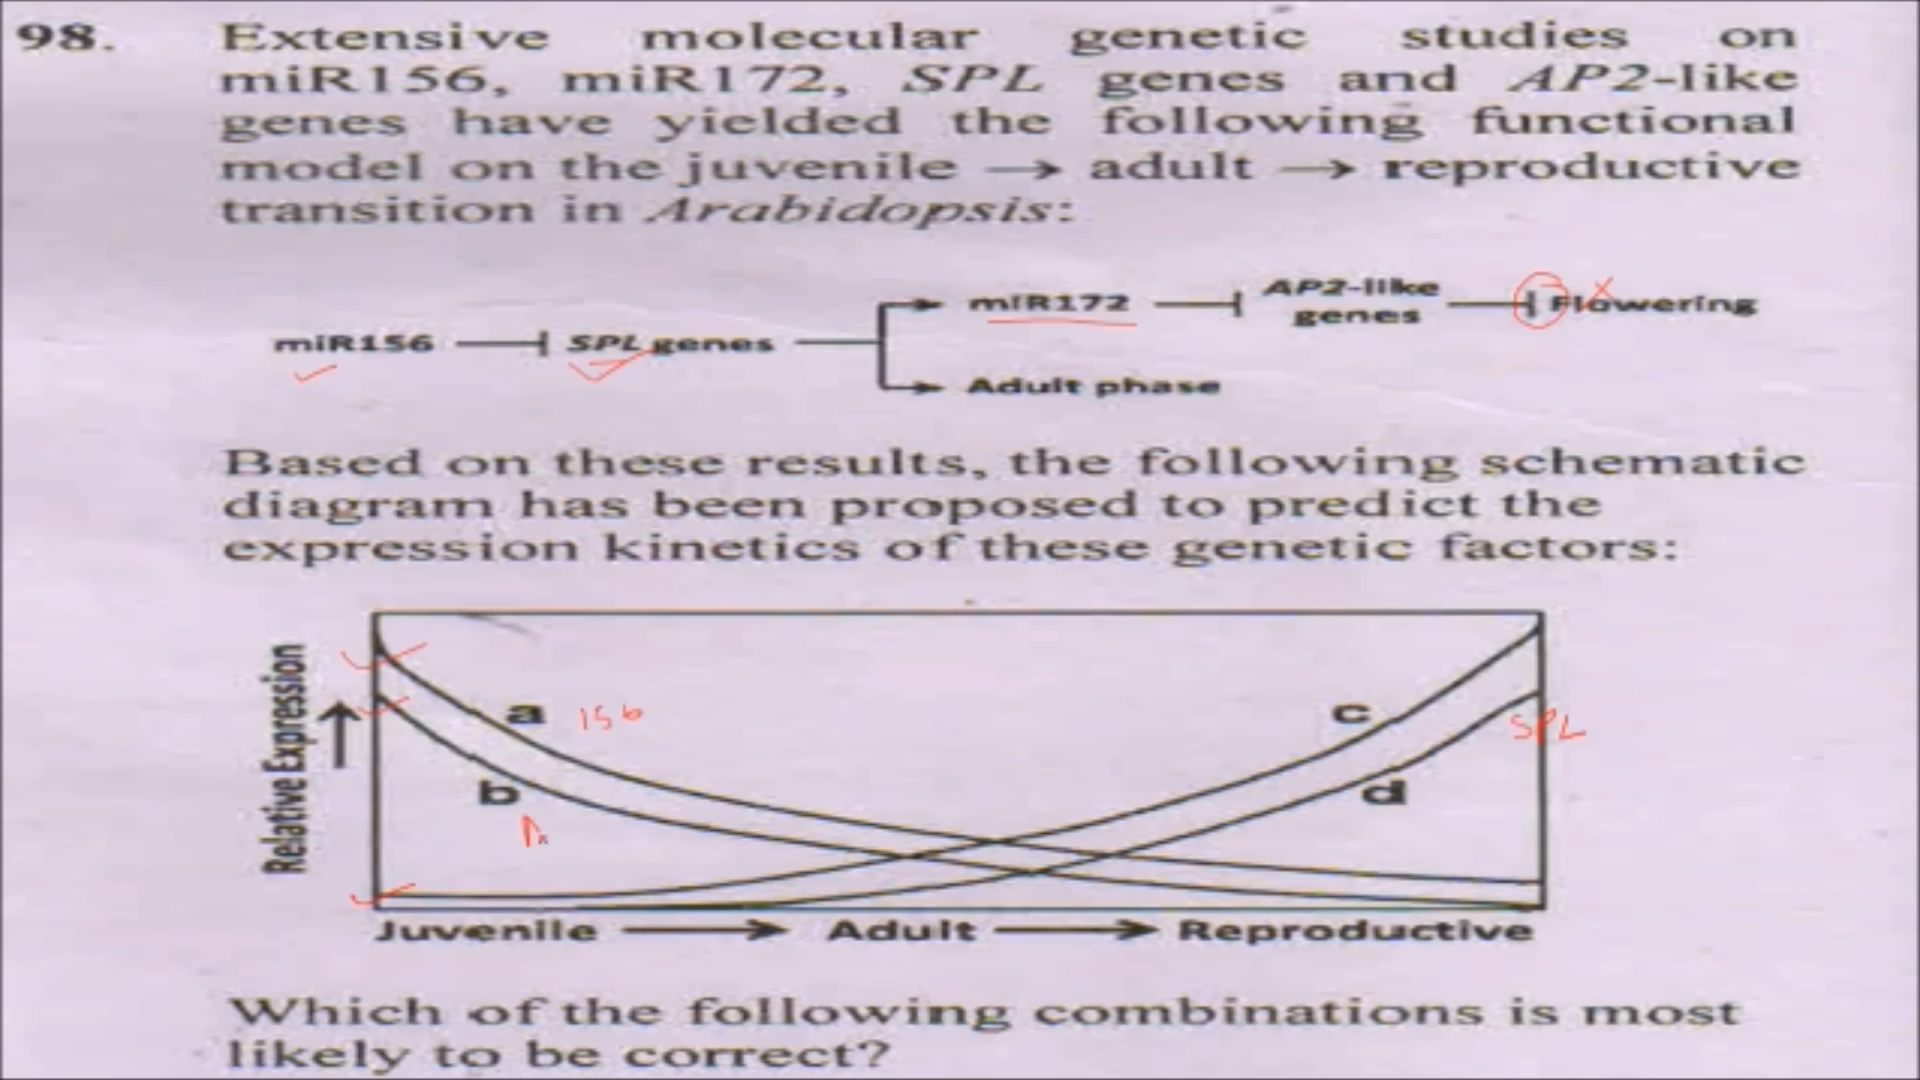 98. Extensive molecular genetic studies on
miR156, miR172, SPL genes and AP2-like
genes have yielded the following functional
model on the juvenile → adult → reproductive
transition in Arabidopsis:
miR172 AP2-like genes Flowering
miR156 SPL genes
Adult phase
Based on these results, the following schematic
diagram has been proposed to predict the
expression kinetics of these genetic factors:
Relative Expression
a 156 c
SPL
b d
Juvenile → Adult → Reproductive
Which of the following combinations is most
likely to be correct?